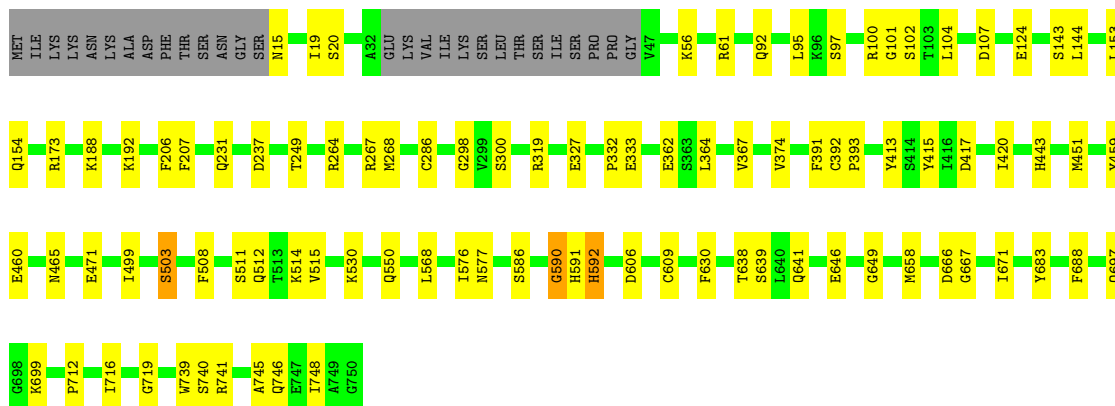 MET ILE LYS LYS ASN LYS ALA ASP PHE THR SER ASN GLY SER N15 I19 S20 A32 GLU LYS VAL ILE LYS SER LEU THR SER ILE SER PRO PRO GLY V47 K56 R61 Q92 L95 K96 S97 R100 G101 S102 T103 L104 D107 E124 S143 L144
Q154 R173 K188 K192 F206 F207 Q231 D237 T249 R264 R267 M268 C286 G298 V299 S300 R319 E327 P332 E333 E362 S363 L364 V367 V374 F391 C392 P393 Y413 S414 Y415 I416 D417 I420 H443 M451
E460 N465 E471 I499 S503 F508 S511 Q512 T513 K514 V515 K530 Q550 L568 I576 N577 S586 G590 H591 H592 D606 C609 F630 T638 S639 L640 Q641 E646 G649 M658 D666 G667 I671 Y683 F688
G698 K699 P712 I716 G719 W739 S740 R741 A745 Q746 E747 I748 A749 G750